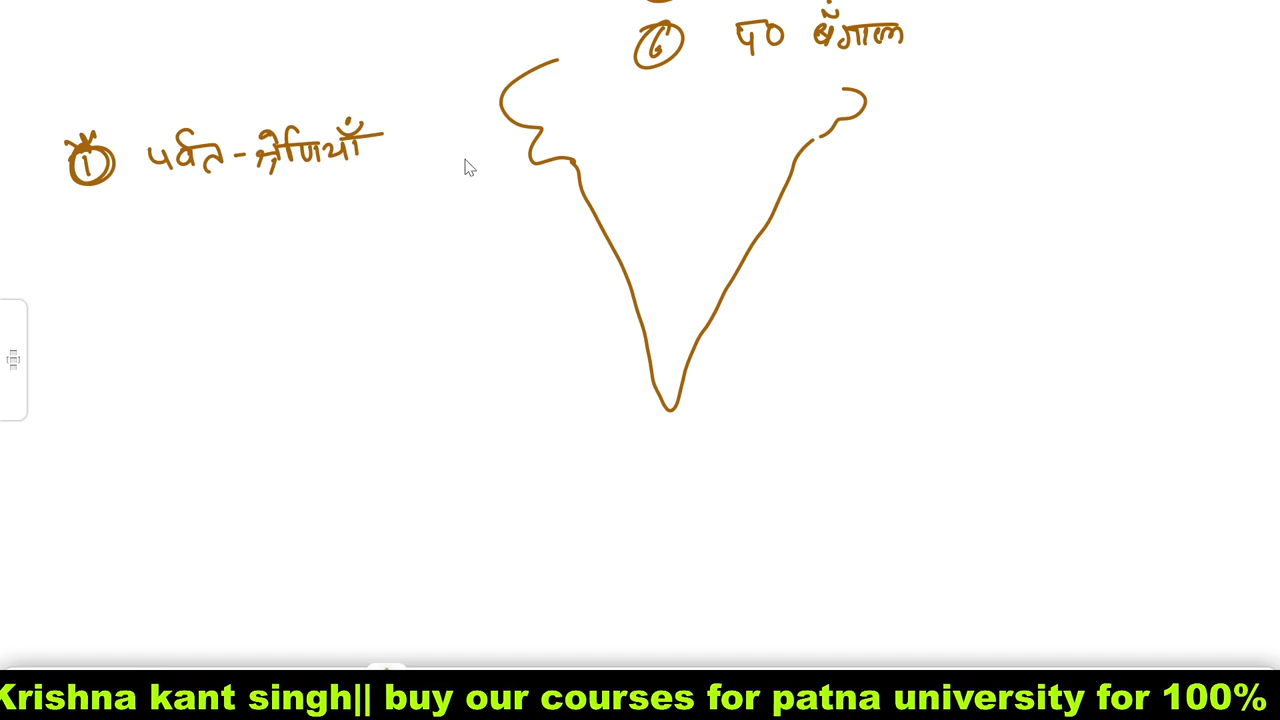 ⑥ प० बंगाल
① पर्वत-श्रेणियाँ
Krishna kant singh|| buy our courses for patna university for 100%